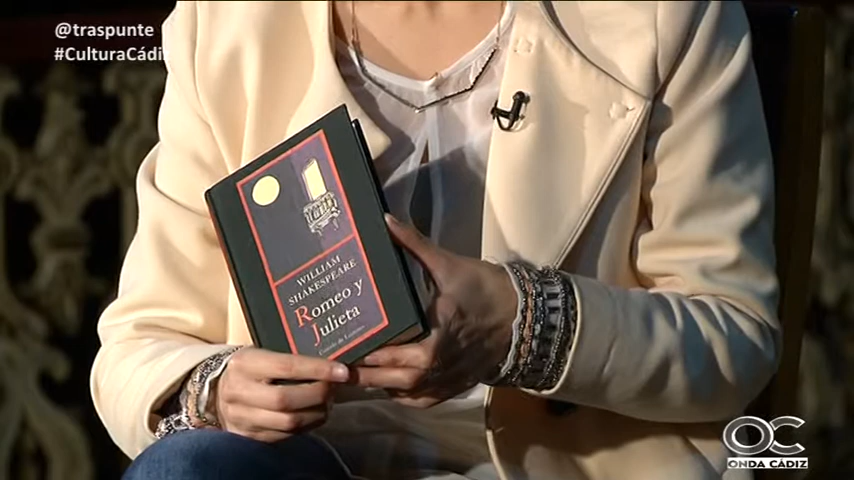 @traspunte
#CulturaCádiz
WILLIAM
SHAKESPEARE
Romeo y
Julieta
OC
ONDA CÁDIZ